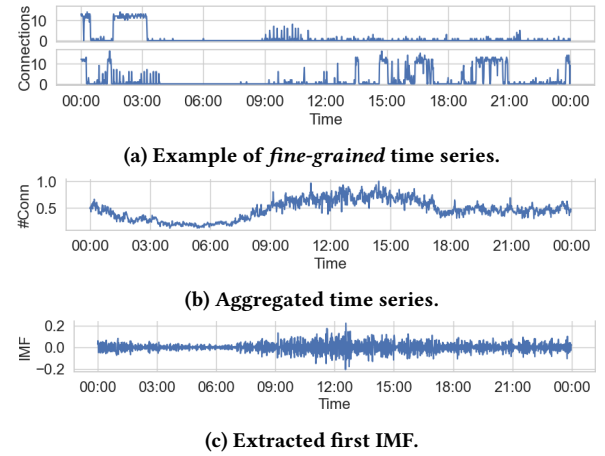 Connections
10
0
10
0
00:00 03:00 06:00 09:00 12:00 15:00 18:00 21:00 00:00
Time
(a) Example of fine-grained time series.
#Conn
1.0
0.5
00:00 03:00 06:00 09:00 12:00 15:00 18:00 21:00 00:00
Time
(b) Aggregated time series.
IMF
0.2
0.0
−0.2
00:00 03:00 06:00 09:00 12:00 15:00 18:00 21:00 00:00
Time
(c) Extracted first IMF.